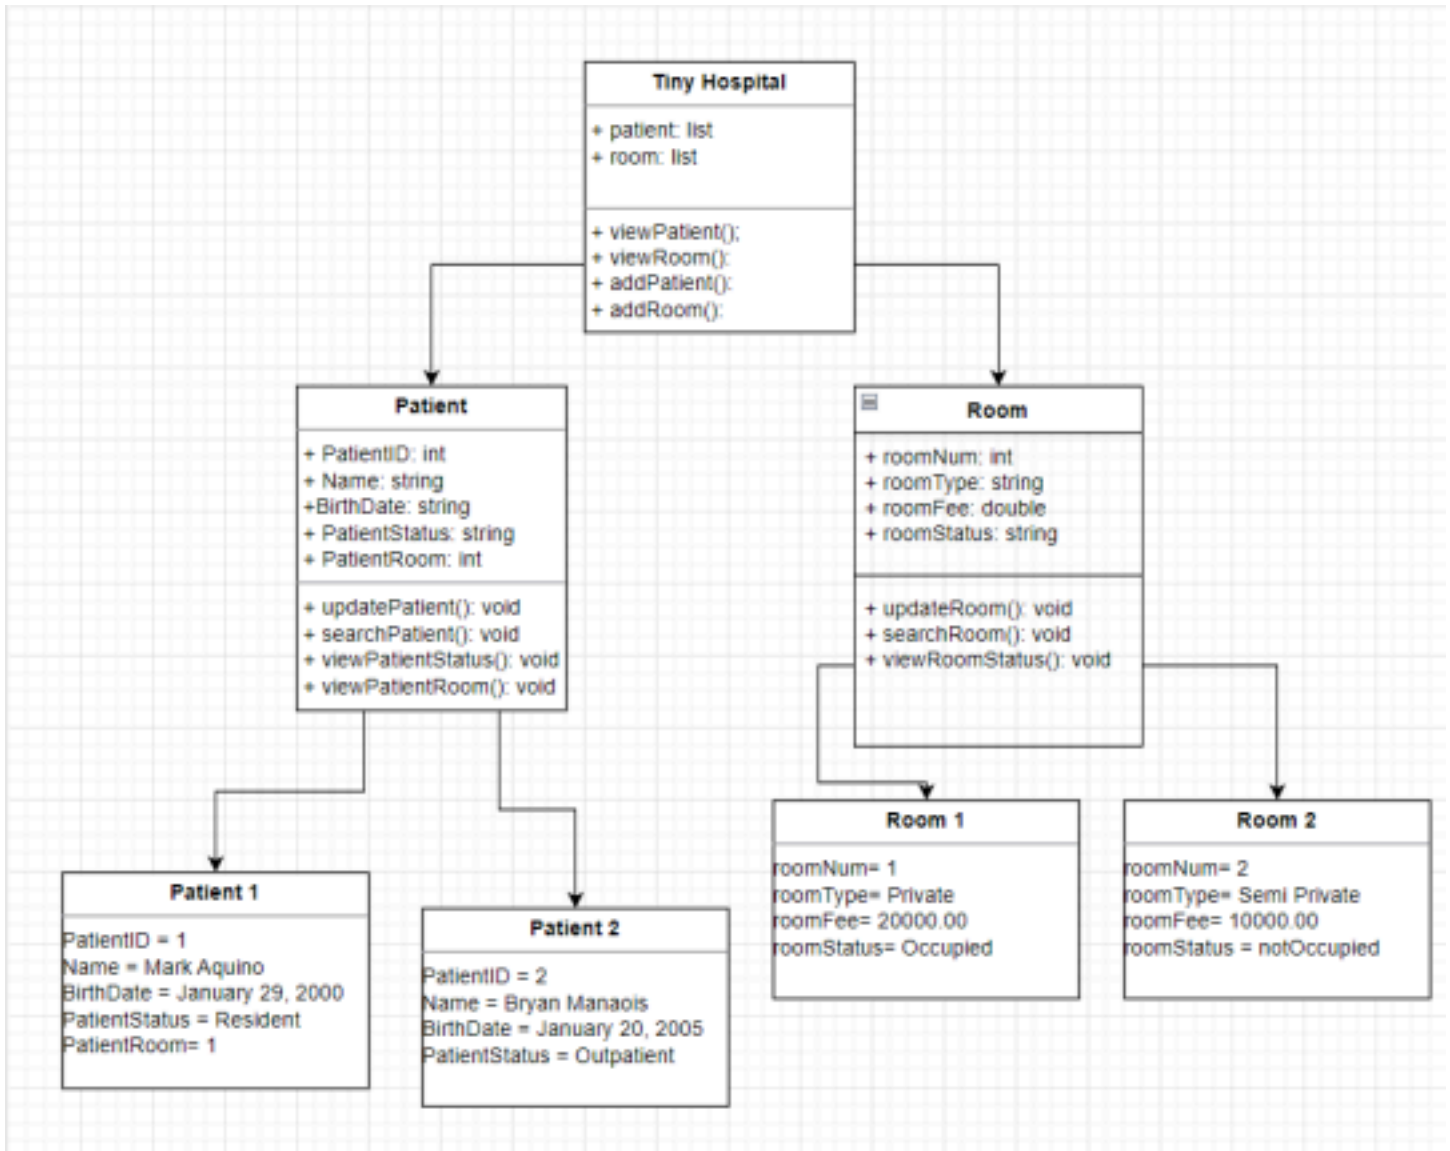 Tiny Hospital
+ patient: list
+ room: list
+ viewPatient();
+ viewRoom():
+ addPatient():
+ addRoom():
Patient
+ PatientID: int
+ Name: string
+BirthDate: string
+ PatientStatus: string
+ PatientRoom: int
+ updatePatient(): void
+ searchPatient(): void
+ viewPatientStatus(): void
+ viewPatientRoom(): void
Room
+ roomNum: int
+ roomType: string
+ roomFee: double
+ roomStatus: string
+ updateRoom(): void
+ searchRoom(): void
+ viewRoomStatus(): void
Patient 1
PatientID = 1
Name = Mark Aquino
BirthDate = January 29, 2000
PatientStatus = Resident
PatientRoom= 1
Patient 2
PatientID = 2
Name = Bryan Manaois
BirthDate = January 20, 2005
PatientStatus = Outpatient
Room 1
roomNum= 1
roomType= Private
roomFee= 20000.00
roomStatus= Occupied
Room 2
roomNum= 2
roomType= Semi Private
roomFee= 10000.00
roomStatus = notOccupied